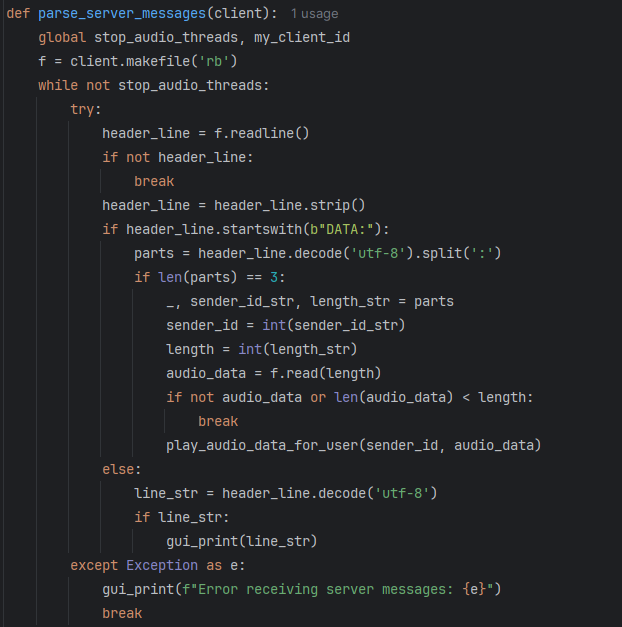 def parse_server_messages(client):  1 usage
    global stop_audio_threads, my_client_id
    f = client.makefile('rb')
    while not stop_audio_threads:
        try:
            header_line = f.readline()
            if not header_line:
                break
            header_line = header_line.strip()
            if header_line.startswith(b"DATA:"):
                parts = header_line.decode('utf-8').split(':')
                if len(parts) == 3:
                    _, sender_id_str, length_str = parts
                    sender_id = int(sender_id_str)
                    length = int(length_str)
                    audio_data = f.read(length)
                    if not audio_data or len(audio_data) < length:
                        break
                    play_audio_data_for_user(sender_id, audio_data)
            else:
                line_str = header_line.decode('utf-8')
                if line_str:
                    gui_print(line_str)
        except Exception as e:
            gui_print(f"Error receiving server messages: {e}")
            break